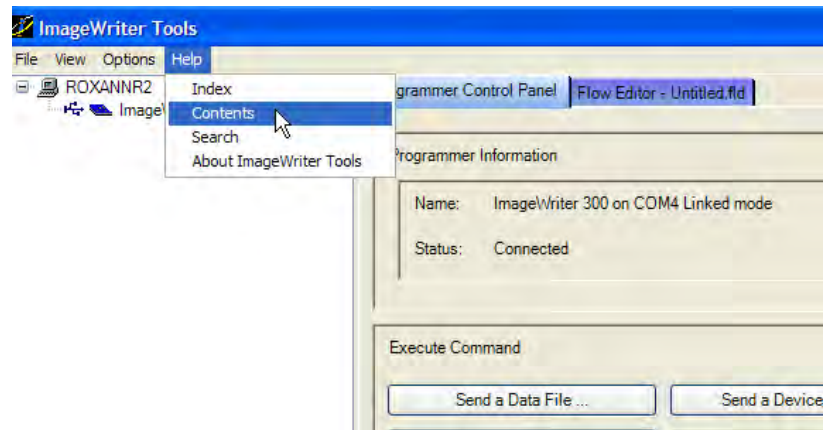 ImageWriter Tools
File View Options Help
ROXANNR2
ImageW
Index
Contents
Search
About ImageWriter Tools
grammer Control Panel
Flow Editor - Untitled.fld
Programmer Information
Name: ImageWriter 300 on COM4 Linked mode
Status: Connected
Execute Command
Send a Data File ...
Send a Device